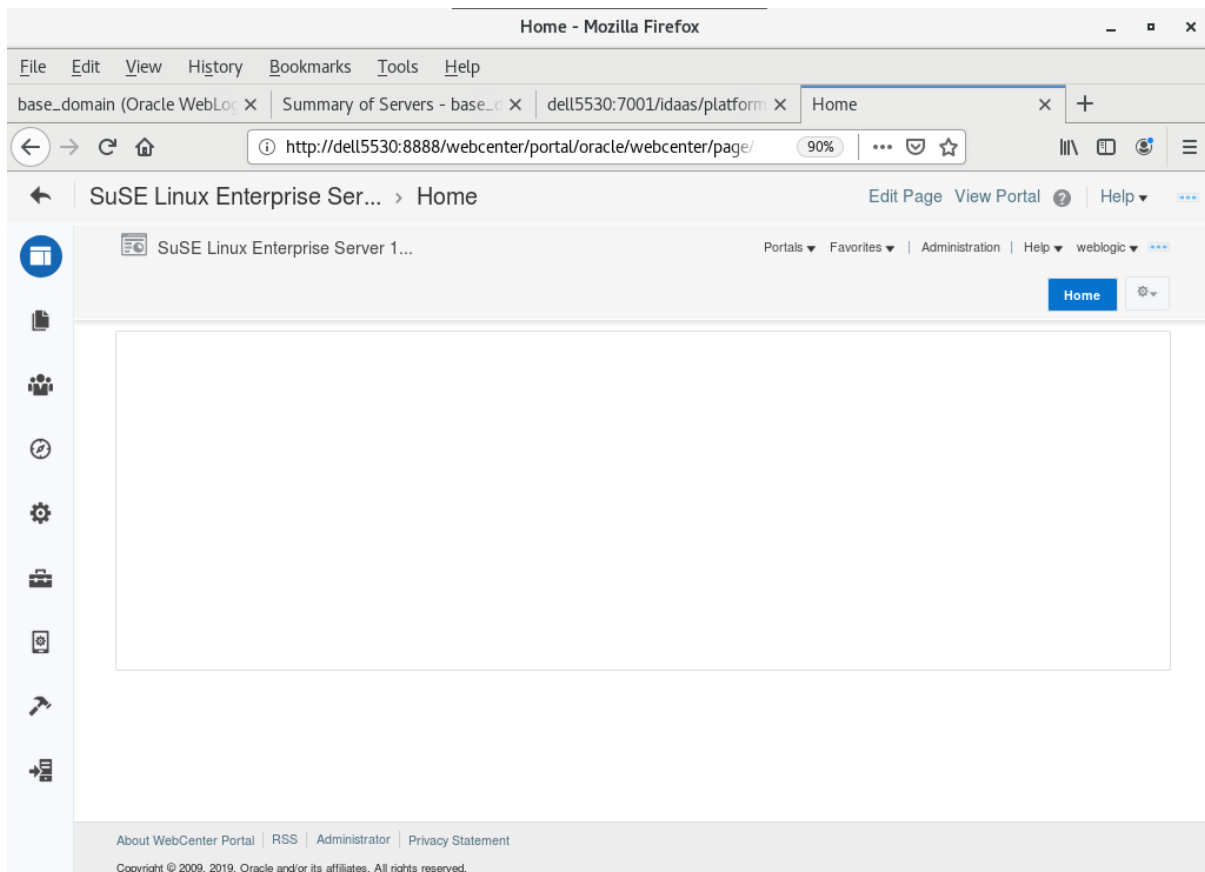 Home - Mozilla Firefox
File Edit View History Bookmarks Tools Help
base_domain (Oracle WebLog Summary of Servers - base_d dell5530:7001/idaas/platform Home
http://dell5530:8888/webcenter/portal/oracle/webcenter/page/ 90%
SuSE Linux Enterprise Ser... › Home Edit Page View Portal Help
SuSE Linux Enterprise Server 1... Portals Favorites | Administration | Help weblogic
Home
About WebCenter Portal | RSS | Administrator | Privacy Statement
Copyright © 2009, 2019, Oracle and/or its affiliates. All rights reserved.